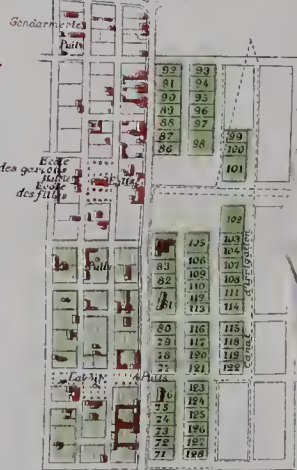 Gendarmerie
Puits
92 93
91 94
90 95
89 96
88 97
87
86 98
99
100
101
Ecole
des garçons
Mairie
Ecole
des filles
102
105 103
104
83 106 107
82 109 108
110 111
81 112
113 114
80 116 115
79 117 118
78 120 119
77 121 122
Canal d'irrigation
Puits
Lavoir
Puits
76 123
75 124
74 125
73 126
72 127
71 128